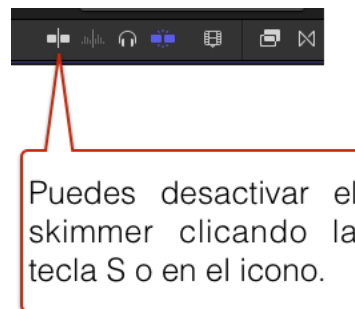 Puedes desactivar el
skimmer clicando la
tecla S o en el icono.